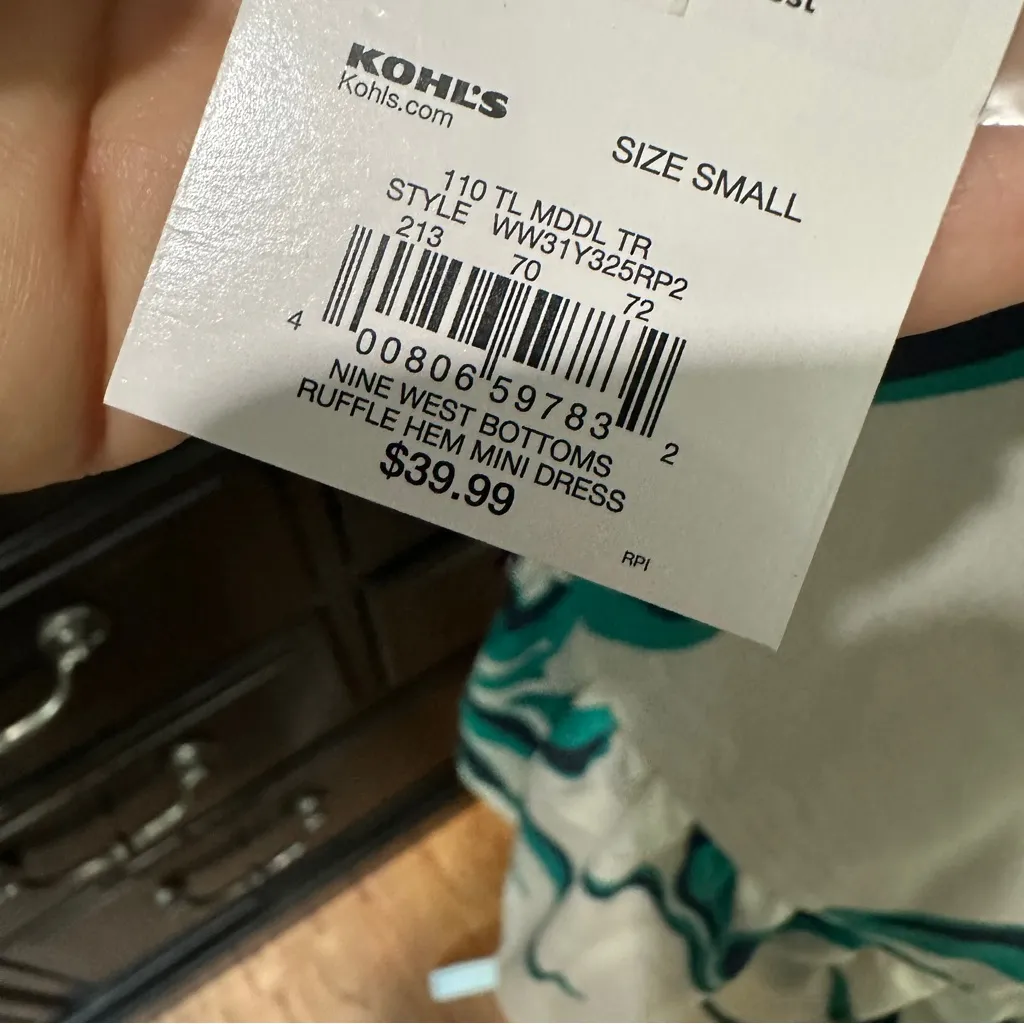 KOHL'S
Kohls.com
SIZE SMALL
110 TL MDDL TR
STYLE WW31Y325RP2
213 70 72
4 00806 59783 2
NINE WEST BOTTOMS
RUFFLE HEM MINI DRESS
$39.99
RPI